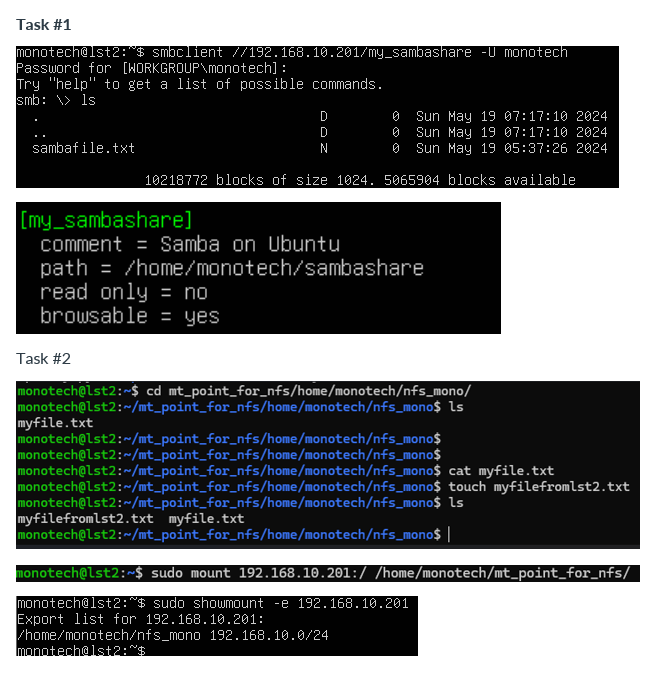 Task #1
monotech@lst2:~$ smbclient //192.168.10.201/my_sambashare -U monotech
Password for [WORKGROUP\monotech]:
Try "help" to get a list of possible commands.
smb: \> ls
  .                                   D        0  Sun May 19 07:17:10 2024
  ..                                  D        0  Sun May 19 07:17:10 2024
  sambafile.txt                       N        0  Sun May 19 05:37:26 2024
                10218772 blocks of size 1024. 5065904 blocks available
[my_sambashare]
  comment = Samba on Ubuntu
  path = /home/monotech/sambashare
  read only = no
  browsable = yes
Task #2
monotech@lst2:~$ cd mt_point_for_nfs/home/monotech/nfs_mono/
monotech@lst2:~/mt_point_for_nfs/home/monotech/nfs_mono$ ls
myfile.txt
monotech@lst2:~/mt_point_for_nfs/home/monotech/nfs_mono$
monotech@lst2:~/mt_point_for_nfs/home/monotech/nfs_mono$
monotech@lst2:~/mt_point_for_nfs/home/monotech/nfs_mono$ cat myfile.txt
monotech@lst2:~/mt_point_for_nfs/home/monotech/nfs_mono$ touch myfilefromlst2.txt
monotech@lst2:~/mt_point_for_nfs/home/monotech/nfs_mono$ ls
myfilefromlst2.txt  myfile.txt
monotech@lst2:~/mt_point_for_nfs/home/monotech/nfs_mono$
monotech@lst2:~$ sudo mount 192.168.10.201:/ /home/monotech/mt_point_for_nfs/
monotech@lst2:~$ sudo showmount -e 192.168.10.201
Export list for 192.168.10.201:
/home/monotech/nfs_mono 192.168.10.0/24
monotech@lst2:~$